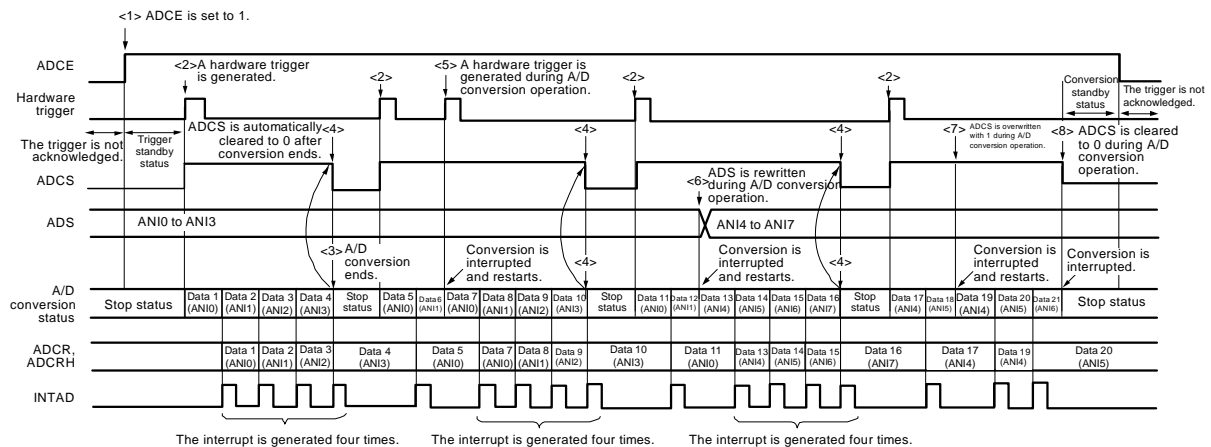 <1> ADCE is set to 1.
ADCE
<2> A hardware trigger
is generated.
<2>
<5> A hardware trigger is
generated during A/D
conversion operation.
<2>
<2>
Conversion
standby
status
The trigger is not
acknowledged.
Hardware
trigger
The trigger is not
acknowledged.
Trigger
standby
status
ADCS is automatically
cleared to 0 after
conversion ends.
<4>
<4>
<4>
<7> ADCS is overwritten
with 1 during A/D
conversion operation.
<8> ADCS is cleared
to 0 during A/D
conversion
operation.
ADCS
<6> ADS is rewritten
during A/D conversion
operation.
ADS
ANI0 to ANI3
ANI4 to ANI7
<3> A/D
conversion
ends.
Conversion is
interrupted
and restarts.
<4>
Conversion is
interrupted
and restarts.
<4>
Conversion is
interrupted
and restarts.
Conversion is
interrupted.
A/D
conversion
status
Stop status
Data 1
(ANI0)
Data 2
(ANI1)
Data 3
(ANI2)
Data 4
(ANI3)
Stop
status
Data 5
(ANI0)
Data 6
(ANI1)
Data 7
(ANI0)
Data 8
(ANI1)
Data 9
(ANI2)
Data 10
(ANI3)
Stop
status
Data 11
(ANI0)
Data 12
(ANI1)
Data 13
(ANI4)
Data 14
(ANI5)
Data 15
(ANI6)
Data 16
(ANI7)
Stop
status
Data 17
(ANI4)
Data 18
(ANI5)
Data 19
(ANI4)
Data 20
(ANI5)
Data 21
(ANI6)
Stop status
ADCR,
ADCRH
Data 1
(ANI0)
Data 2
(ANI1)
Data 3
(ANI2)
Data 4
(ANI3)
Data 5
(ANI0)
Data 7
(ANI0)
Data 8
(ANI1)
Data 9
(ANI2)
Data 10
(ANI3)
Data 11
(ANI0)
Data 13
(ANI4)
Data 14
(ANI5)
Data 15
(ANI6)
Data 16
(ANI7)
Data 17
(ANI4)
Data 19
(ANI4)
Data 20
(ANI5)
INTAD
The interrupt is generated four times.
The interrupt is generated four times.
The interrupt is generated four times.